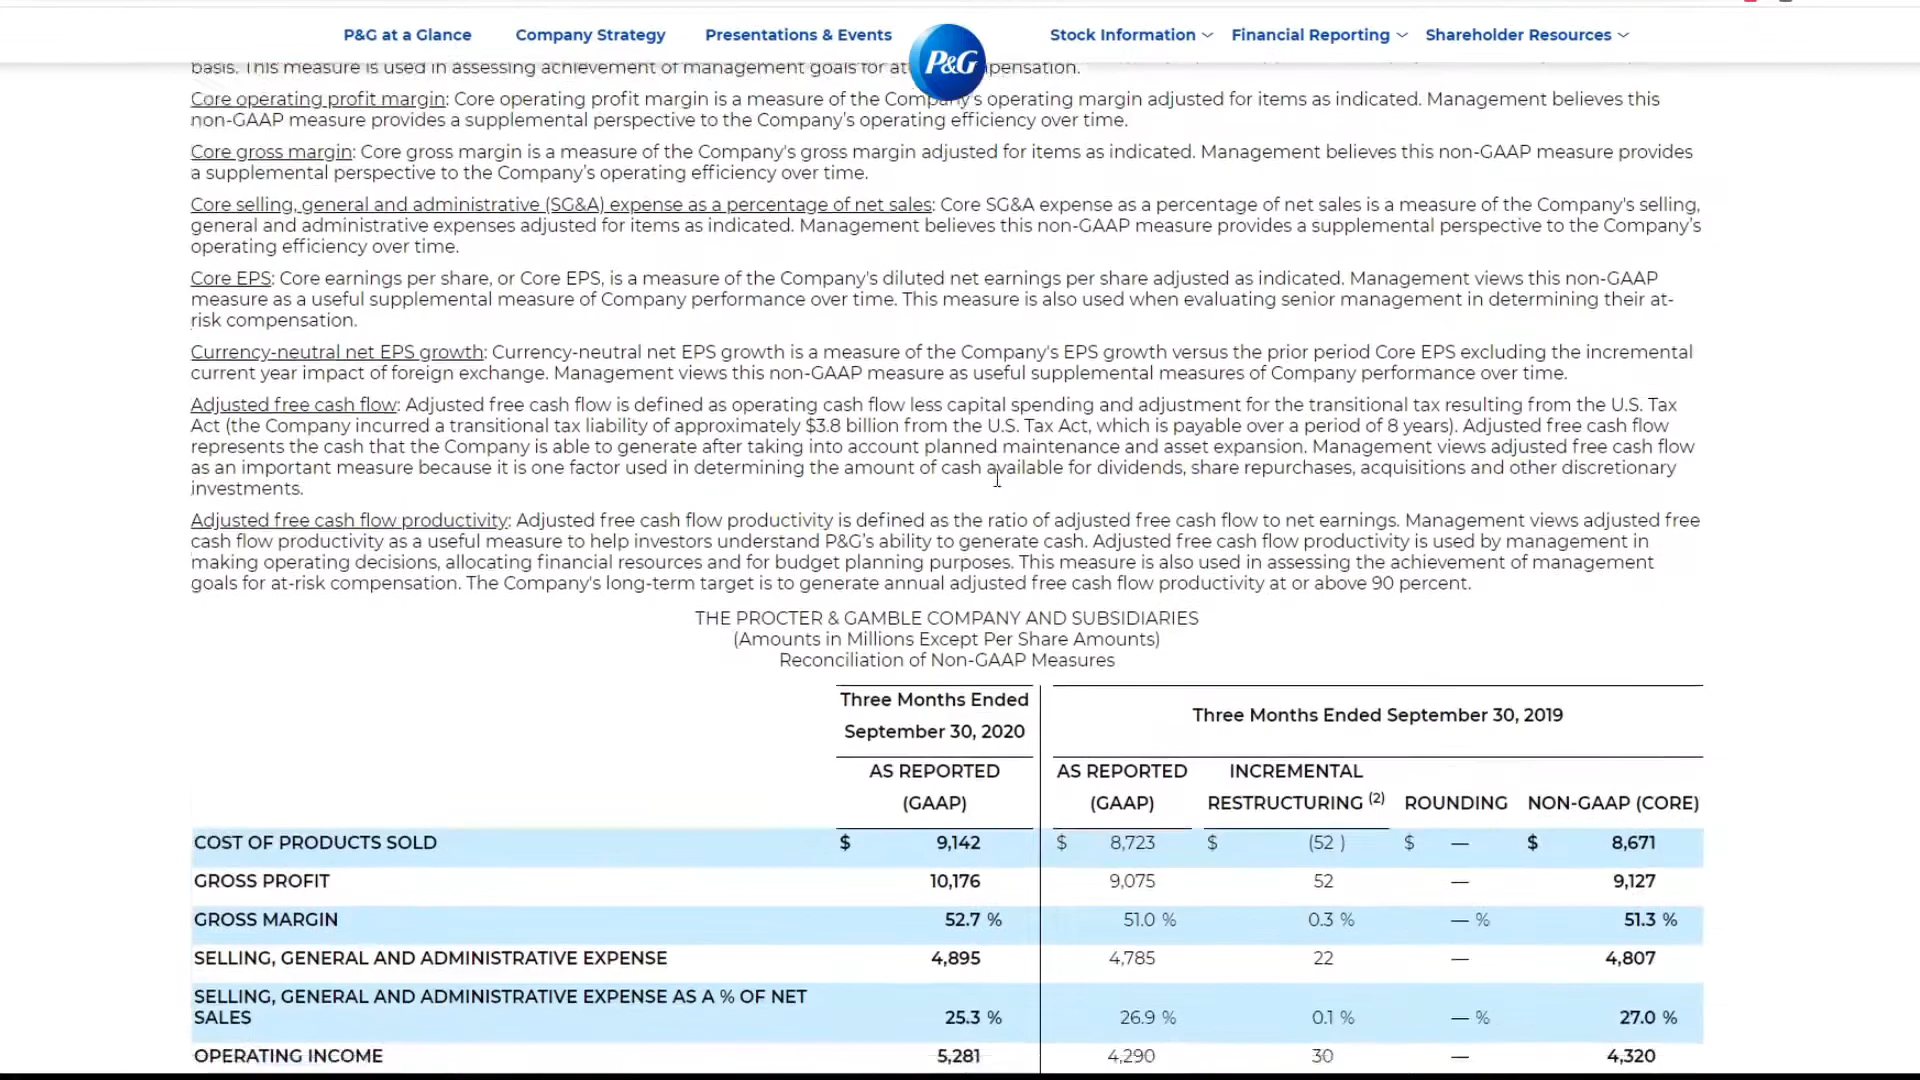 P&G at a Glance Company Strategy Presentations & Events P&G Stock Information Financial Reporting Shareholder Resources
basis. This measure is used in assessing achievement of management goals for at
Core operating profit margin: Core operating profit margin is a measure of the Company's operating margin adjusted for items as indicated. Management believes this
non-GAAP measure provides a supplemental perspective to the Company's operating efficiency over time.
Core gross margin: Core gross margin is a measure of the Company's gross margin adjusted for items as indicated. Management believes this non-GAAP measure provides
a supplemental perspective to the Company's operating efficiency over time.
Core selling, general and administrative (SG&A) expense as a percentage of net sales: Core SG&A expense as a percentage of net sales is a measure of the Company's selling,
general and administrative expenses adjusted for items as indicated. Management believes this non-GAAP measure provides a supplemental perspective to the Company's
operating efficiency over time.
Core EPS: Core earnings per share, or Core EPS, is a measure of the Company's diluted net earnings per share adjusted as indicated. Management views this non-GAAP
measure as a useful supplemental measure of Company performance over time. This measure is also used when evaluating senior management in determining their at-
risk compensation.
Currency-neutral net EPS growth: Currency-neutral net EPS growth is a measure of the Company's EPS growth versus the prior period Core EPS excluding the incremental
current year impact of foreign exchange. Management views this non-GAAP measure as useful supplemental measures of Company performance over time.
Adjusted free cash flow: Adjusted free cash flow is defined as operating cash flow less capital spending and adjustment for the transitional tax resulting from the U.S. Tax
Act (the Company incurred a transitional tax liability of approximately $3.8 billion from the U.S. Tax Act, which is payable over a period of 8 years). Adjusted free cash flow
represents the cash that the Company is able to generate after taking into account planned maintenance and asset expansion. Management views adjusted free cash flow
as an important measure because it is one factor used in determining the amount of cash available for dividends, share repurchases, acquisitions and other discretionary
investments.
Adjusted free cash flow productivity: Adjusted free cash flow productivity is defined as the ratio of adjusted free cash flow to net earnings. Management views adjusted free
cash flow productivity as a useful measure to help investors understand P&G's ability to generate cash. Adjusted free cash flow productivity is used by management in
making operating decisions, allocating financial resources and for budget planning purposes. This measure is also used in assessing the achievement of management
goals for at-risk compensation. The Company's long-term target is to generate annual adjusted free cash flow productivity at or above 90 percent.
THE PROCTER & GAMBLE COMPANY AND SUBSIDIARIES
(Amounts in Millions Except Per Share Amounts)
Reconciliation of Non-GAAP Measures
Three Months Ended
September 30, 2020
Three Months Ended September 30, 2019
AS REPORTED
(GAAP)
AS REPORTED
(GAAP)
INCREMENTAL
RESTRUCTURING (2)
ROUNDING
NON-GAAP (CORE)
COST OF PRODUCTS SOLD $ 9,142 $ 8,723 $ (52 ) $ — $ 8,671
GROSS PROFIT 10,176 9,075 52 — 9,127
GROSS MARGIN 52.7 % 51.0 % 0.3 % — % 51.3 %
SELLING, GENERAL AND ADMINISTRATIVE EXPENSE 4,895 4,785 22 — 4,807
SELLING, GENERAL AND ADMINISTRATIVE EXPENSE AS A % OF NET
SALES 25.3 % 26.9 % 0.1 % — % 27.0 %
OPERATING INCOME 5,281 4,290 30 — 4,320